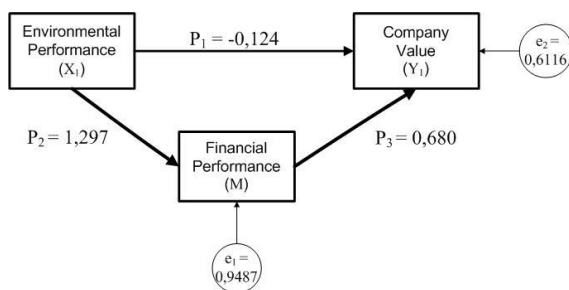 Environmental
Performance
(X₁)
P₁ = -0,124
Company
Value
(Y₁)
e₂ =
0,6116
P₂ = 1,297
P₃ = 0,680
Financial
Performance
(M)
e₁ =
0,9487